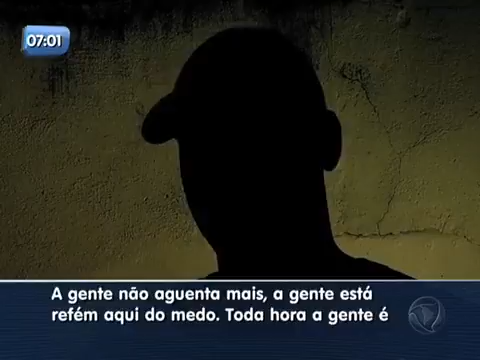 07:01
A gente não aguenta mais, a gente está
refém aqui do medo. Toda hora a gente é